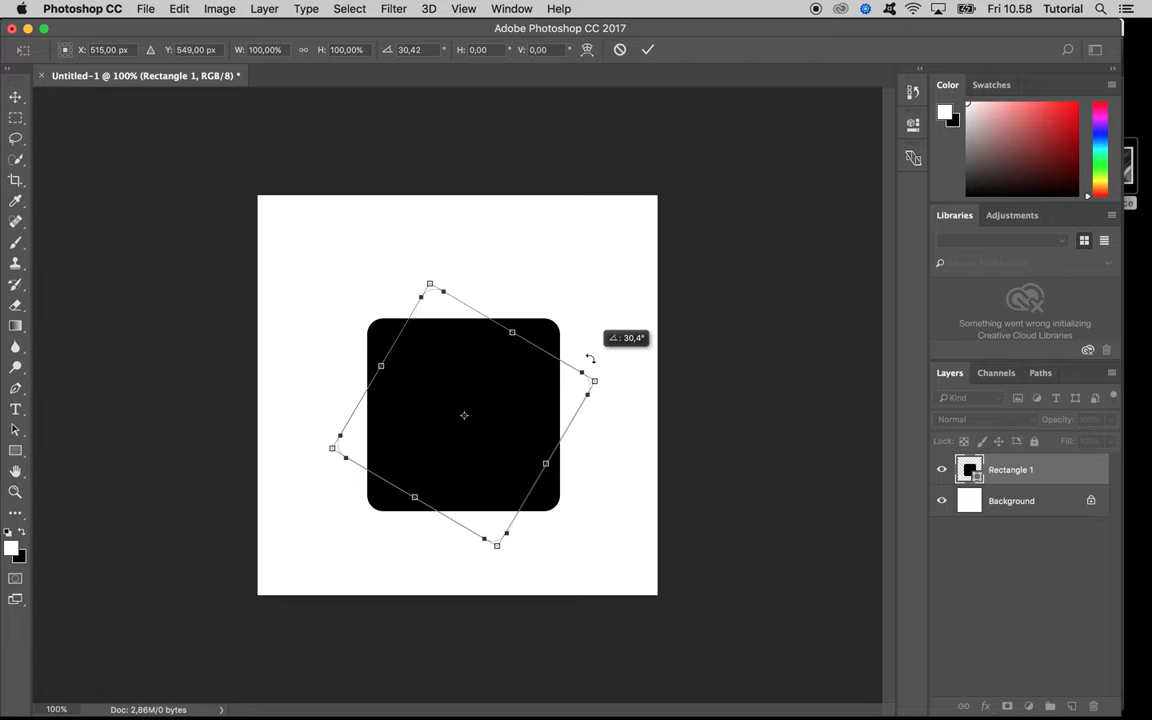 Photoshop CC File Edit Image Layer Type Select Filter 3D View Window Help Fri 10.58 Tutorial
Adobe Photoshop CC 2017
X: 515,00 px Y: 549,00 px W: 100,00% H: 100,00% 30,42 ° H: 0,00 ° V: 0,00 °
× Untitled-1 @ 100% (Rectangle 1, RGB/8) *
Color Swatches
Libraries Adjustments
Something went wrong initializing
Creative Cloud Libraries
: 30,4°
Layers Channels Paths
Kind
Normal Opacity: 100%
Lock: Fill: 100%
Rectangle 1
Background
100% Doc: 2,86M/0 bytes